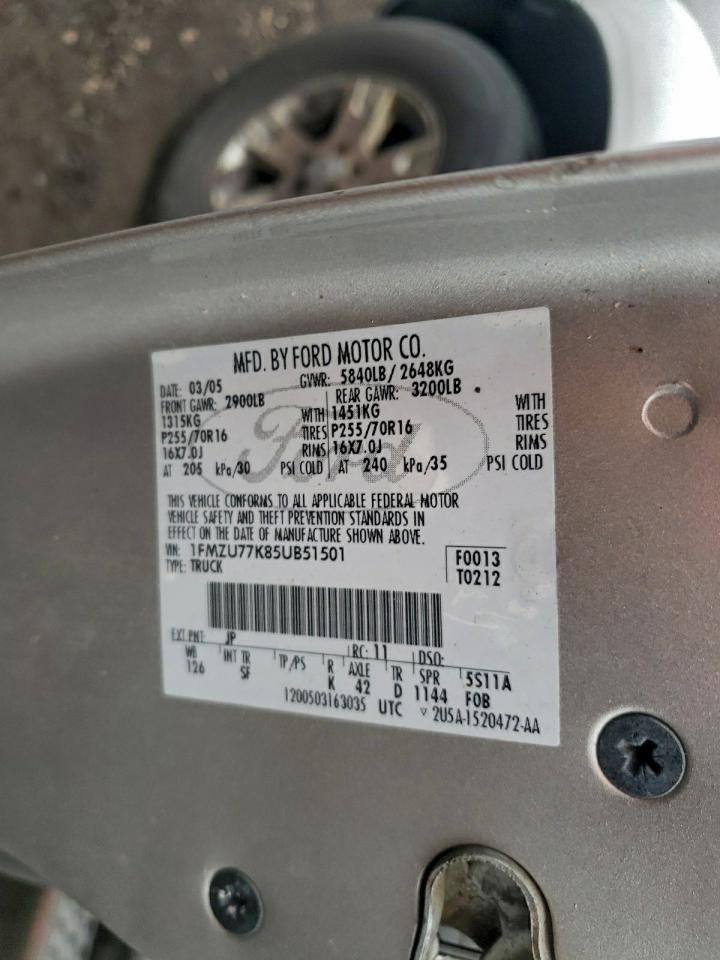 MFD. BY FORD MOTOR CO.
DATE: 03/05 GVWR: 5840LB/ 2648KG
FRONT GAWR: 2900LB REAR GAWR: 3200LB
1315KG WITH 1451KG WITH
P255/70R16 TIRES P255/70R16 TIRES
16X7.0J RIMS 16X7.0J RIMS
AT 205 kPa/30 PSI COLD AT 240 kPa/35 PSI COLD
Ford
THIS VEHICLE CONFORMS TO ALL APPLICABLE FEDERAL MOTOR
VEHICLE SAFETY AND THEFT PREVENTION STANDARDS IN
EFFECT ON THE DATE OF MANUFACTURE SHOWN ABOVE.
VIN: 1FMZU77K85UB51501 F0013
TYPE: TRUCK T0212
EXT PNT: JP RC: 11 DSO:
WB INT TR TP/PS R AXLE TR SPR 5S11A
126 SF K 42 D 1144 FOB
1200503163035 UTC ▽ 2U5A-1520472-AA